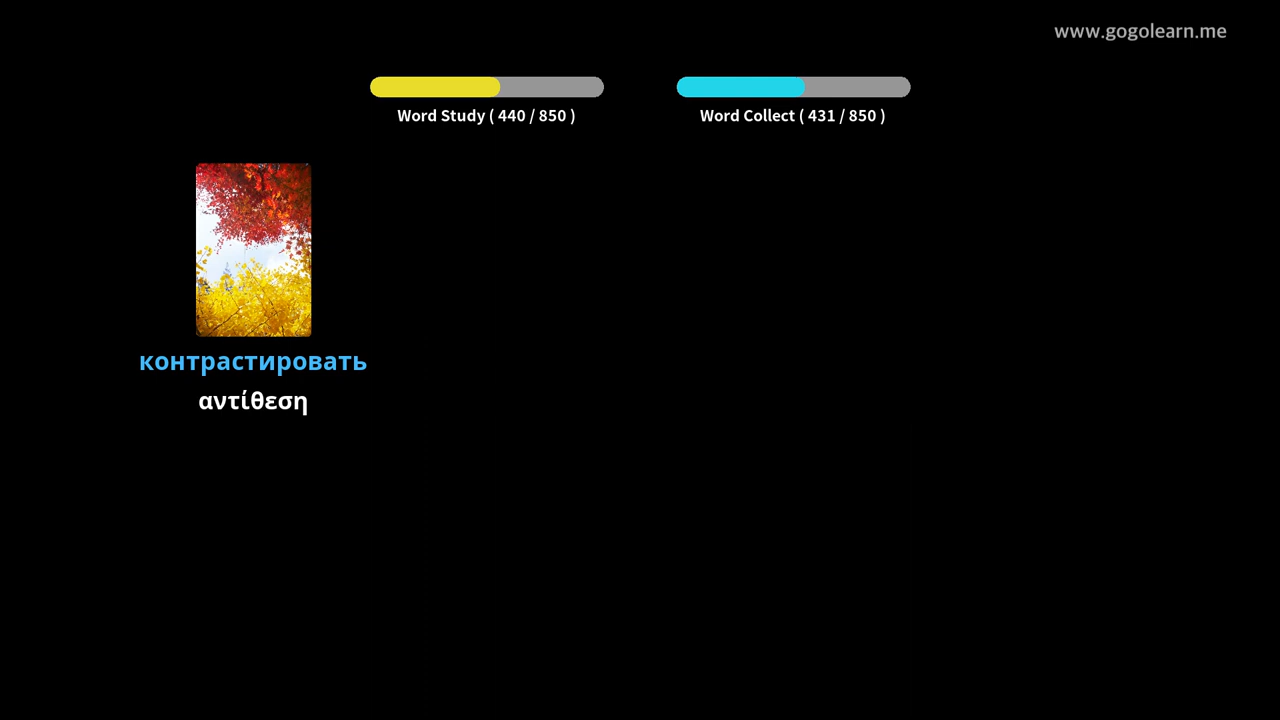 www.gogolearn.me
Word Study ( 440 / 850 )
Word Collect ( 431 / 850 )
контрастировать
αντίθεση